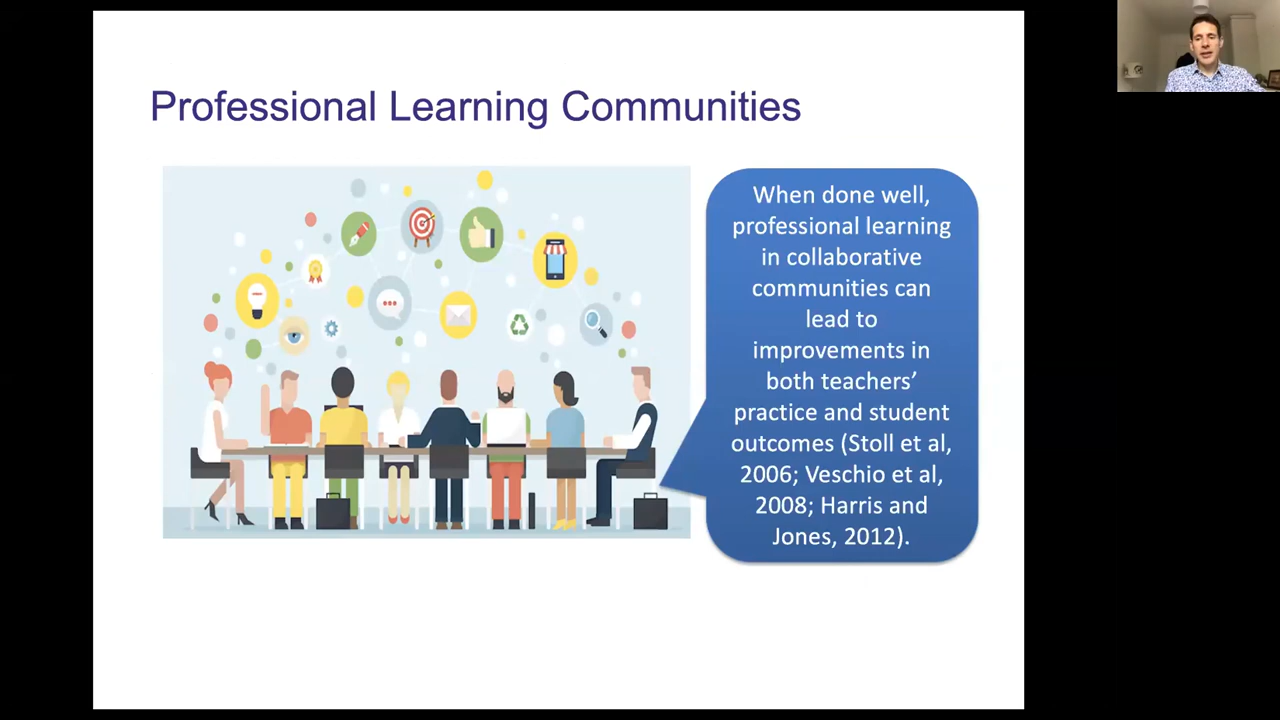 Professional Learning Communities
When done well,
professional learning
in collaborative
communities can
lead to
improvements in
both teachers’
practice and student
outcomes (Stoll et al,
2006; Veschio et al,
2008; Harris and
Jones, 2012).